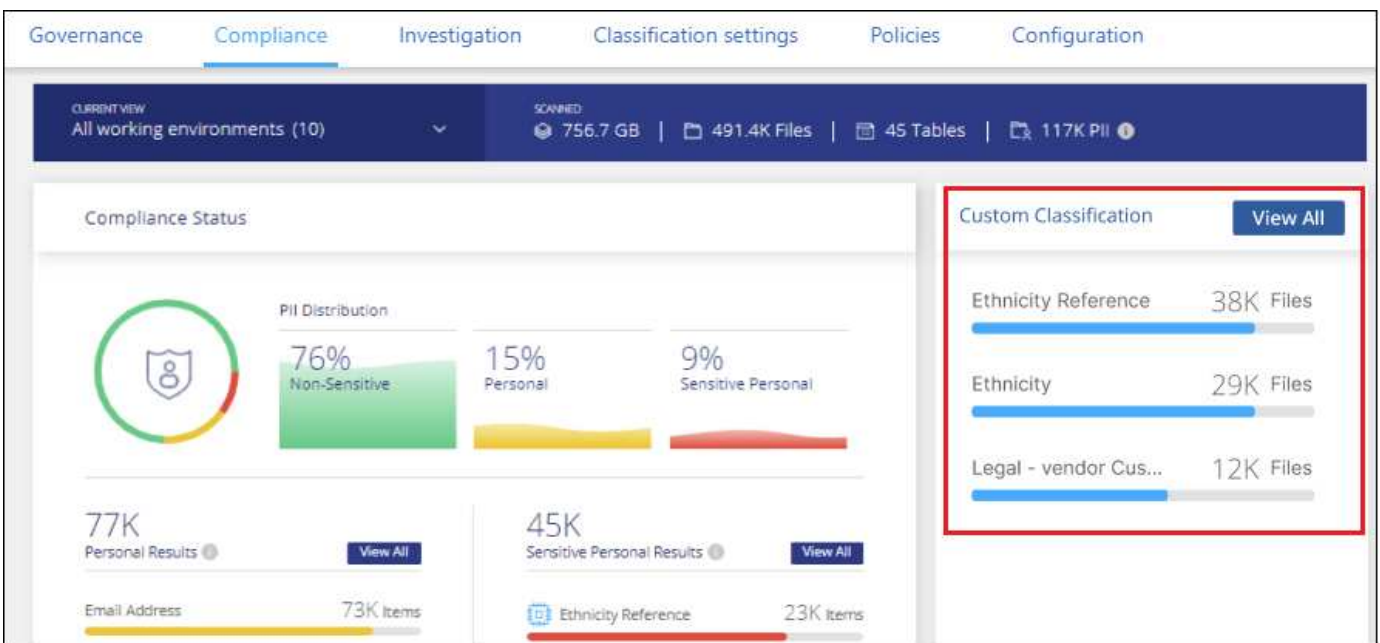 Governance Compliance Investigation Classification settings Policies Configuration
CURRENT VIEW
All working environments (10)
SCANNED
756.7 GB | 491.4K Files | 45 Tables | 117K PII
Compliance Status
PII Distribution
76%
Non-Sensitive
15%
Personal
9%
Sensitive Personal
77K
Personal Results
View All
Email Address 73K Items
45K
Sensitive Personal Results
View All
Ethnicity Reference 23K Items
Custom Classification
View All
Ethnicity Reference 38K Files
Ethnicity 29K Files
Legal - vendor Cus... 12K Files